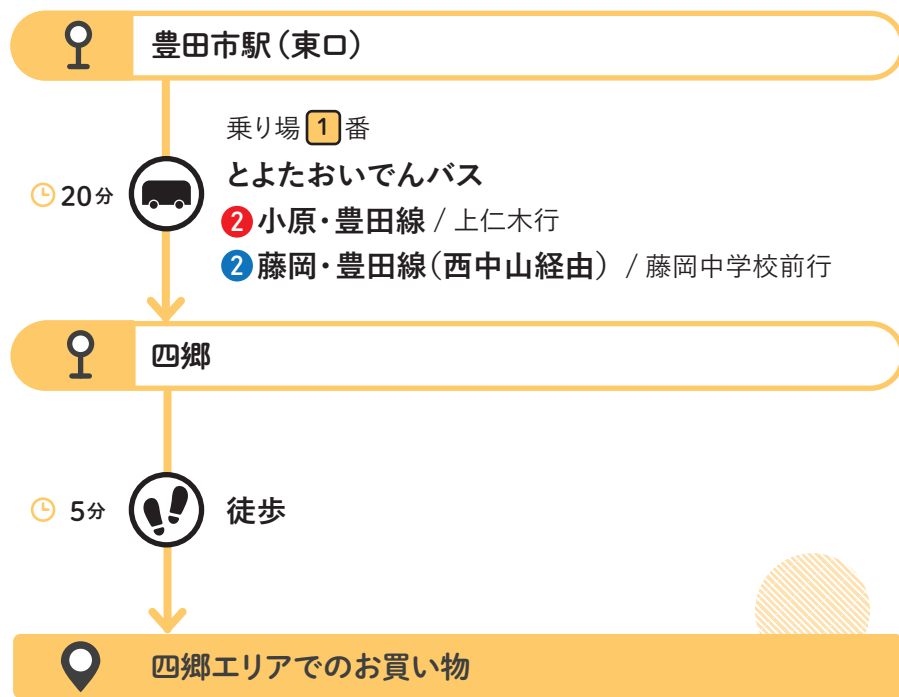 豊田市駅(東口)
乗り場 1 番
とよたおいでんバス
20分
2 小原・豊田線 / 上仁木行
2 藤岡・豊田線(西中山経由) / 藤岡中学校前行
四郷
5分 徒歩
四郷エリアでのお買い物